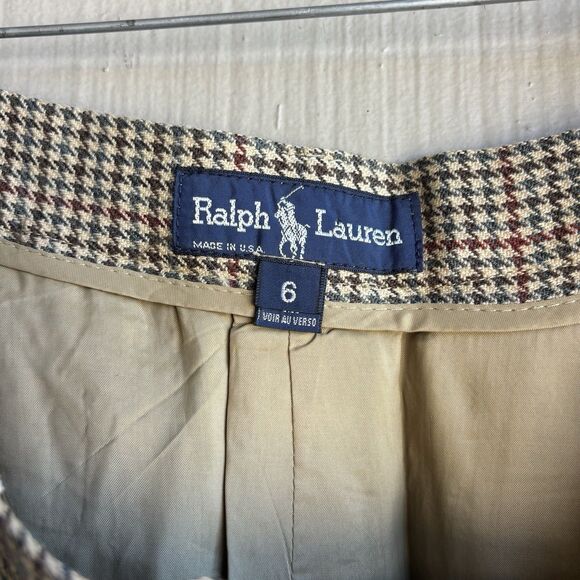 Ralph Lauren
MADE IN U.S.A.
6
VOIR AU VERSO